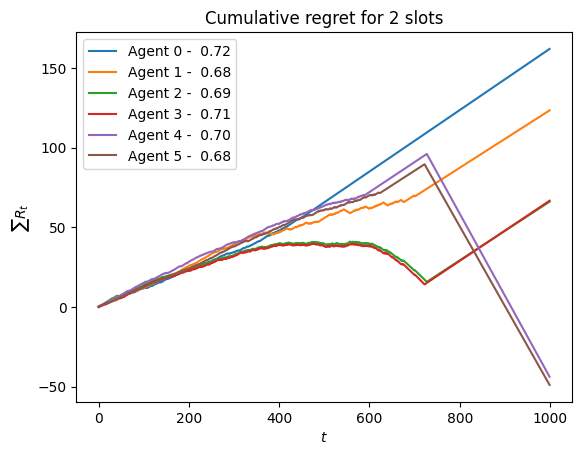 Cumulative regret for 2 slots
Agent 0 -  0.72
Agent 1 -  0.68
Agent 2 -  0.69
Agent 3 -  0.71
Agent 4 -  0.70
Agent 5 -  0.68
∑R_t
150
100
50
0
−50
0 200 400 600 800 1000
t